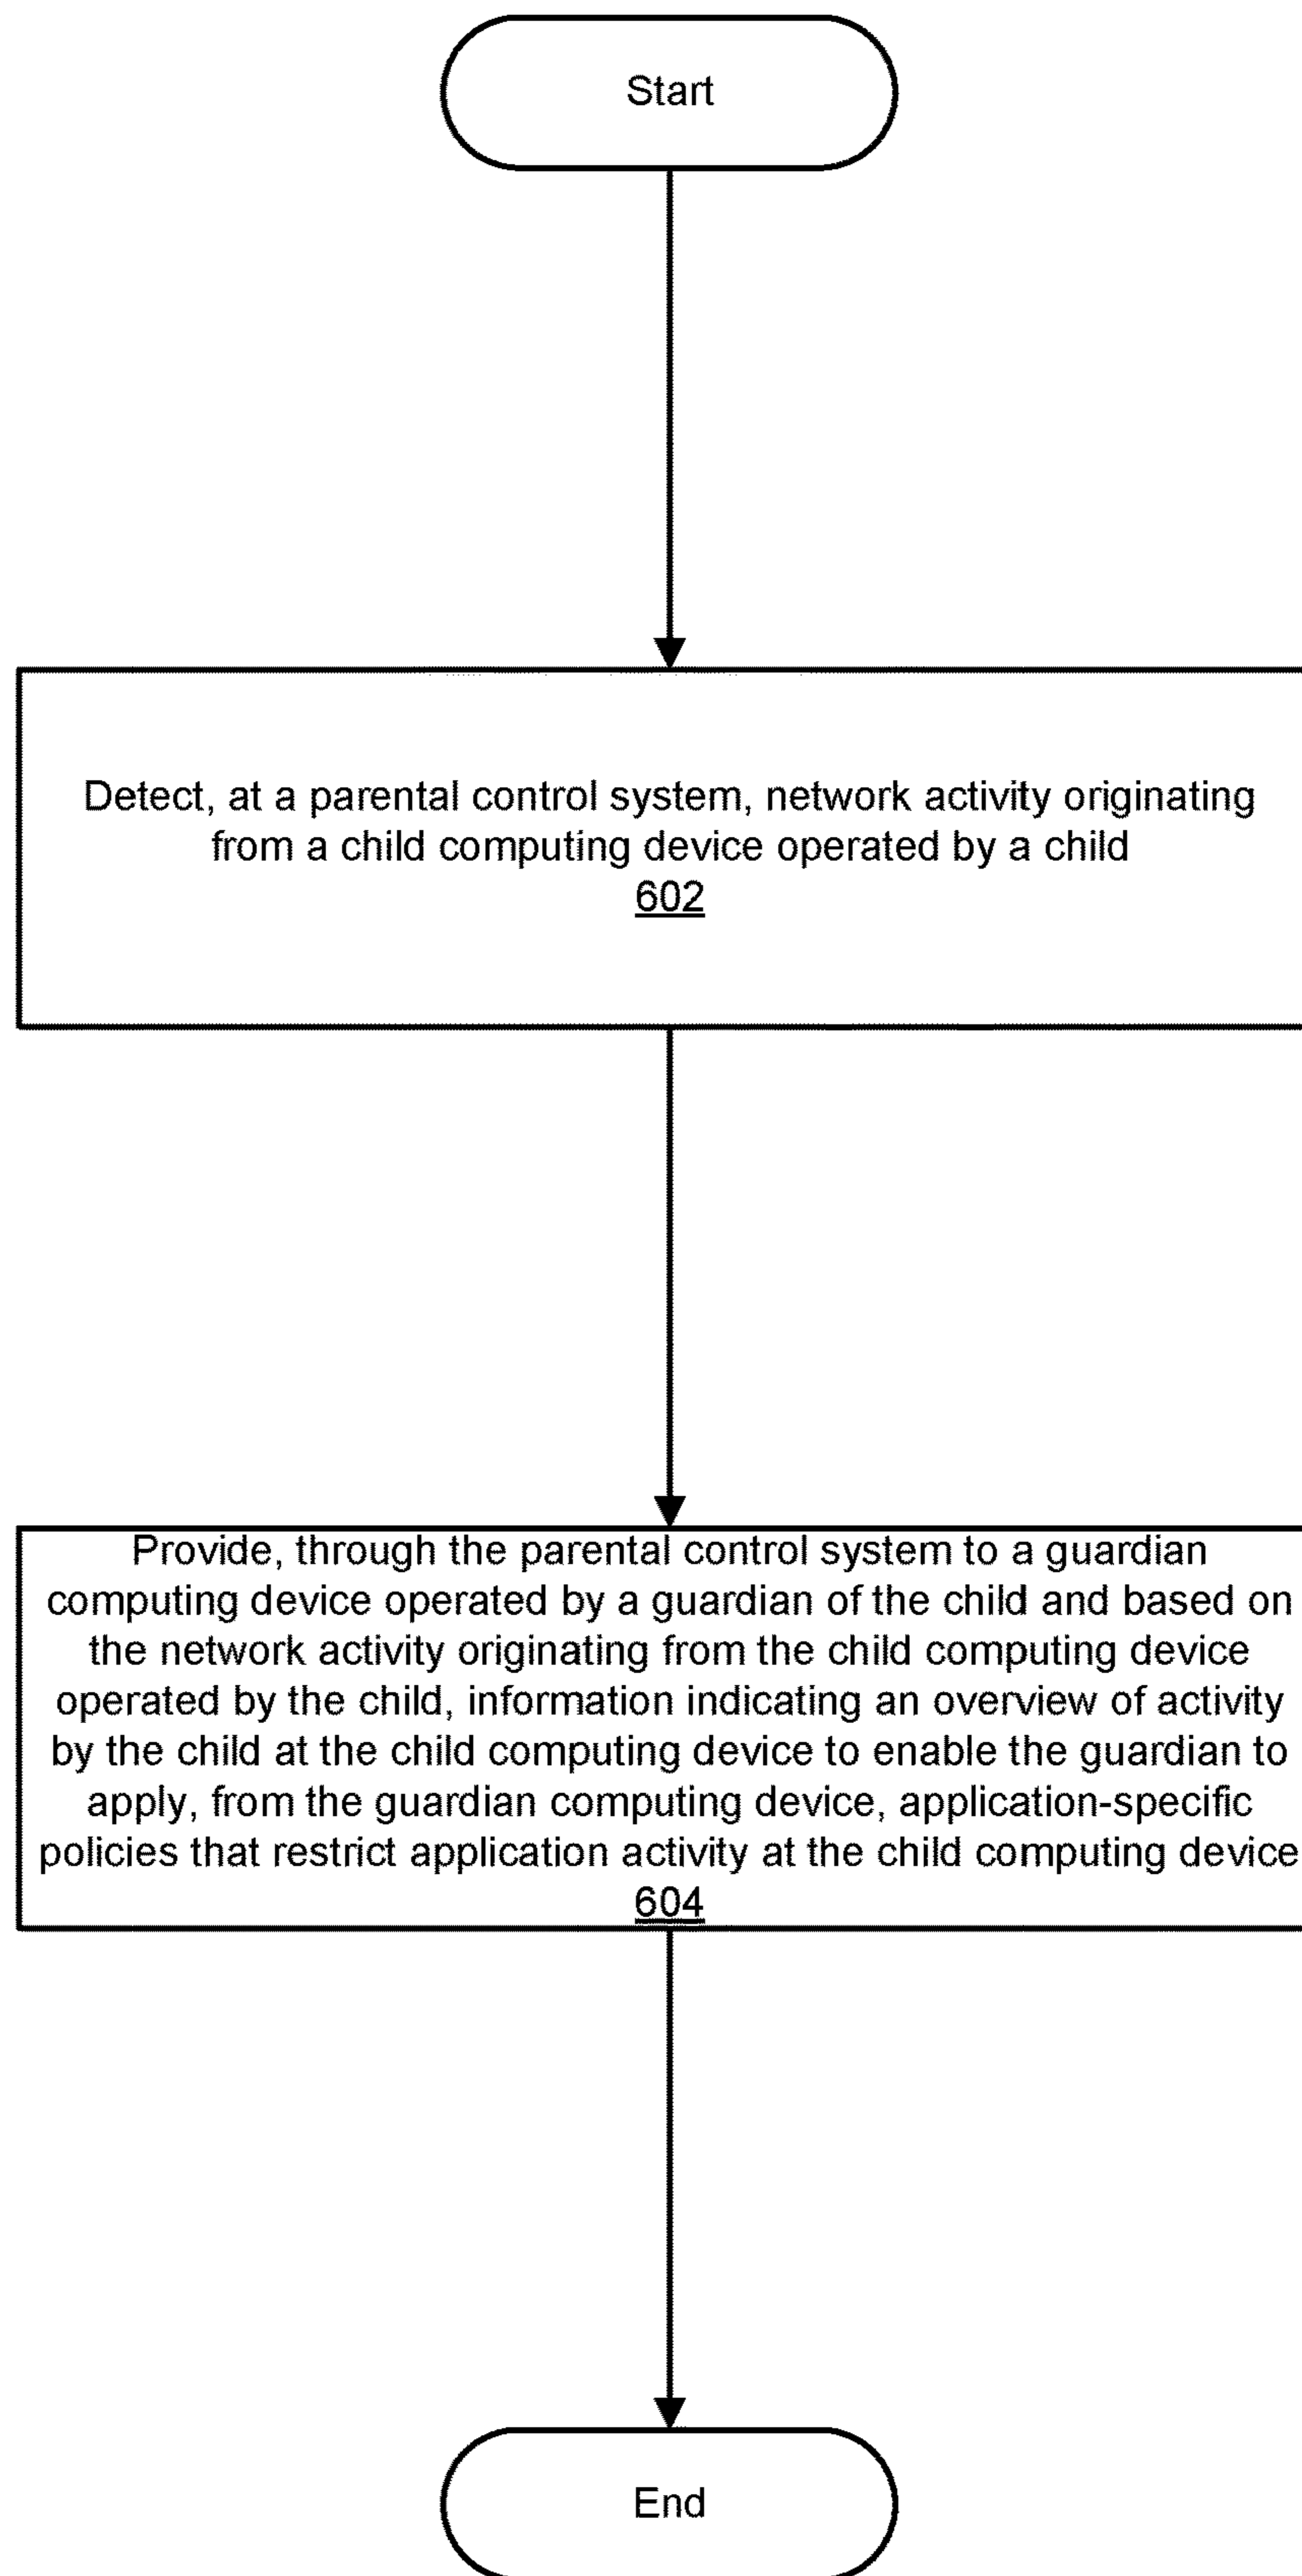 Start
Detect, at a parental control system, network activity originating
from a child computing device operated by a child
602
Provide, through the parental control system to a guardian
computing device operated by a guardian of the child and based on
the network activity originating from the child computing device
operated by the child, information indicating an overview of activity
by the child at the child computing device to enable the guardian to
apply, from the guardian computing device, application-specific
policies that restrict application activity at the child computing device
604
End